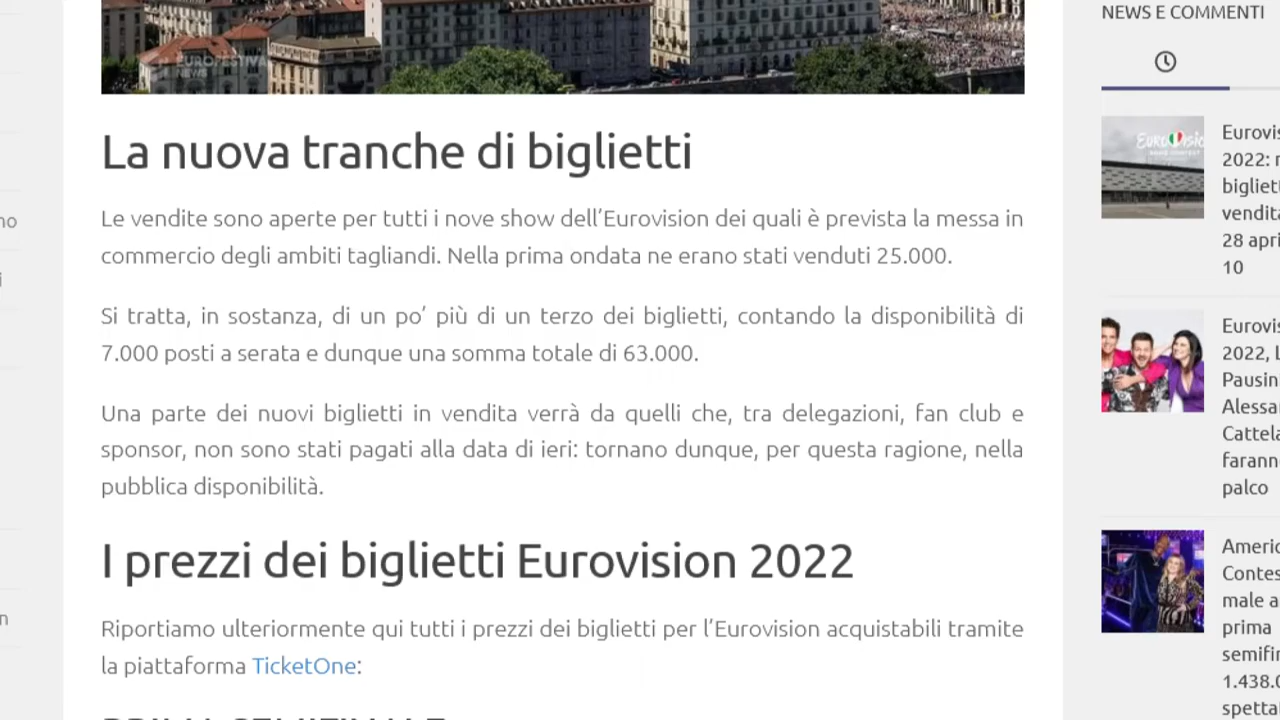 EUROFESTIVAL
NEWS
La nuova tranche di biglietti
Le vendite sono aperte per tutti i nove show dell’Eurovision dei quali è prevista la messa in
commercio degli ambiti tagliandi. Nella prima ondata ne erano stati venduti 25.000.
Si tratta, in sostanza, di un po’ più di un terzo dei biglietti, contando la disponibilità di
7.000 posti a serata e dunque una somma totale di 63.000.
Una parte dei nuovi biglietti in vendita verrà da quelli che, tra delegazioni, fan club e
sponsor, non sono stati pagati alla data di ieri: tornano dunque, per questa ragione, nella
pubblica disponibilità.
I prezzi dei biglietti Eurovision 2022
Riportiamo ulteriormente qui tutti i prezzi dei biglietti per l’Eurovision acquistabili tramite
la piattaforma TicketOne:
NEWS E COMMENTI
Eurovis
2022: n
bigliett
vendita
28 apri
10
Eurovis
2022, L
Pausini
Alessa
Cattela
farann
palco
Americ
Contes
male a
prima
semifin
1.438.0
spetta